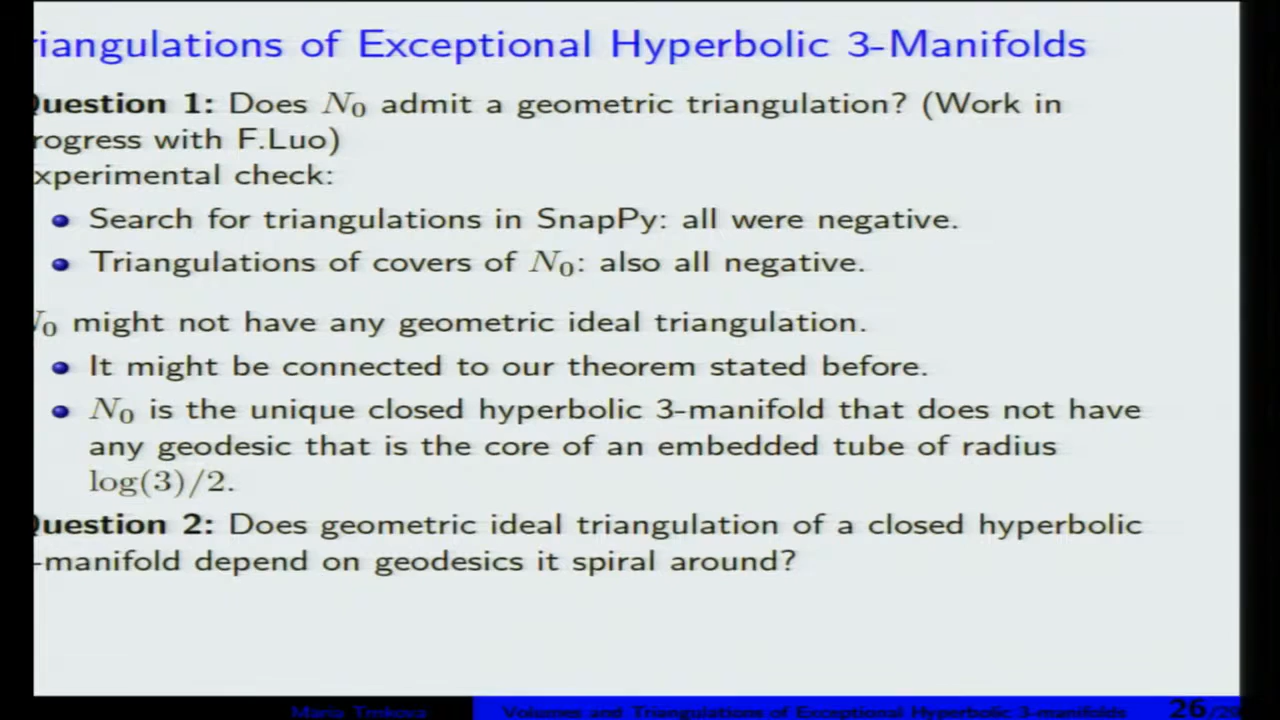 riangulations of Exceptional Hyperbolic 3-Manifolds
uestion 1: Does N₀ admit a geometric triangulation? (Work in
rogress with F.Luo)
xperimental check:
Search for triangulations in SnapPy: all were negative.
Triangulations of covers of N₀: also all negative.
N₀ might not have any geometric ideal triangulation.
It might be connected to our theorem stated before.
N₀ is the unique closed hyperbolic 3-manifold that does not have
any geodesic that is the core of an embedded tube of radius
log(3)/2.
uestion 2: Does geometric ideal triangulation of a closed hyperbolic
-manifold depend on geodesics it spiral around?
Maria Trnkova Volumes and Triangulations of Exceptional Hyperbolic 3-manifolds 26/29